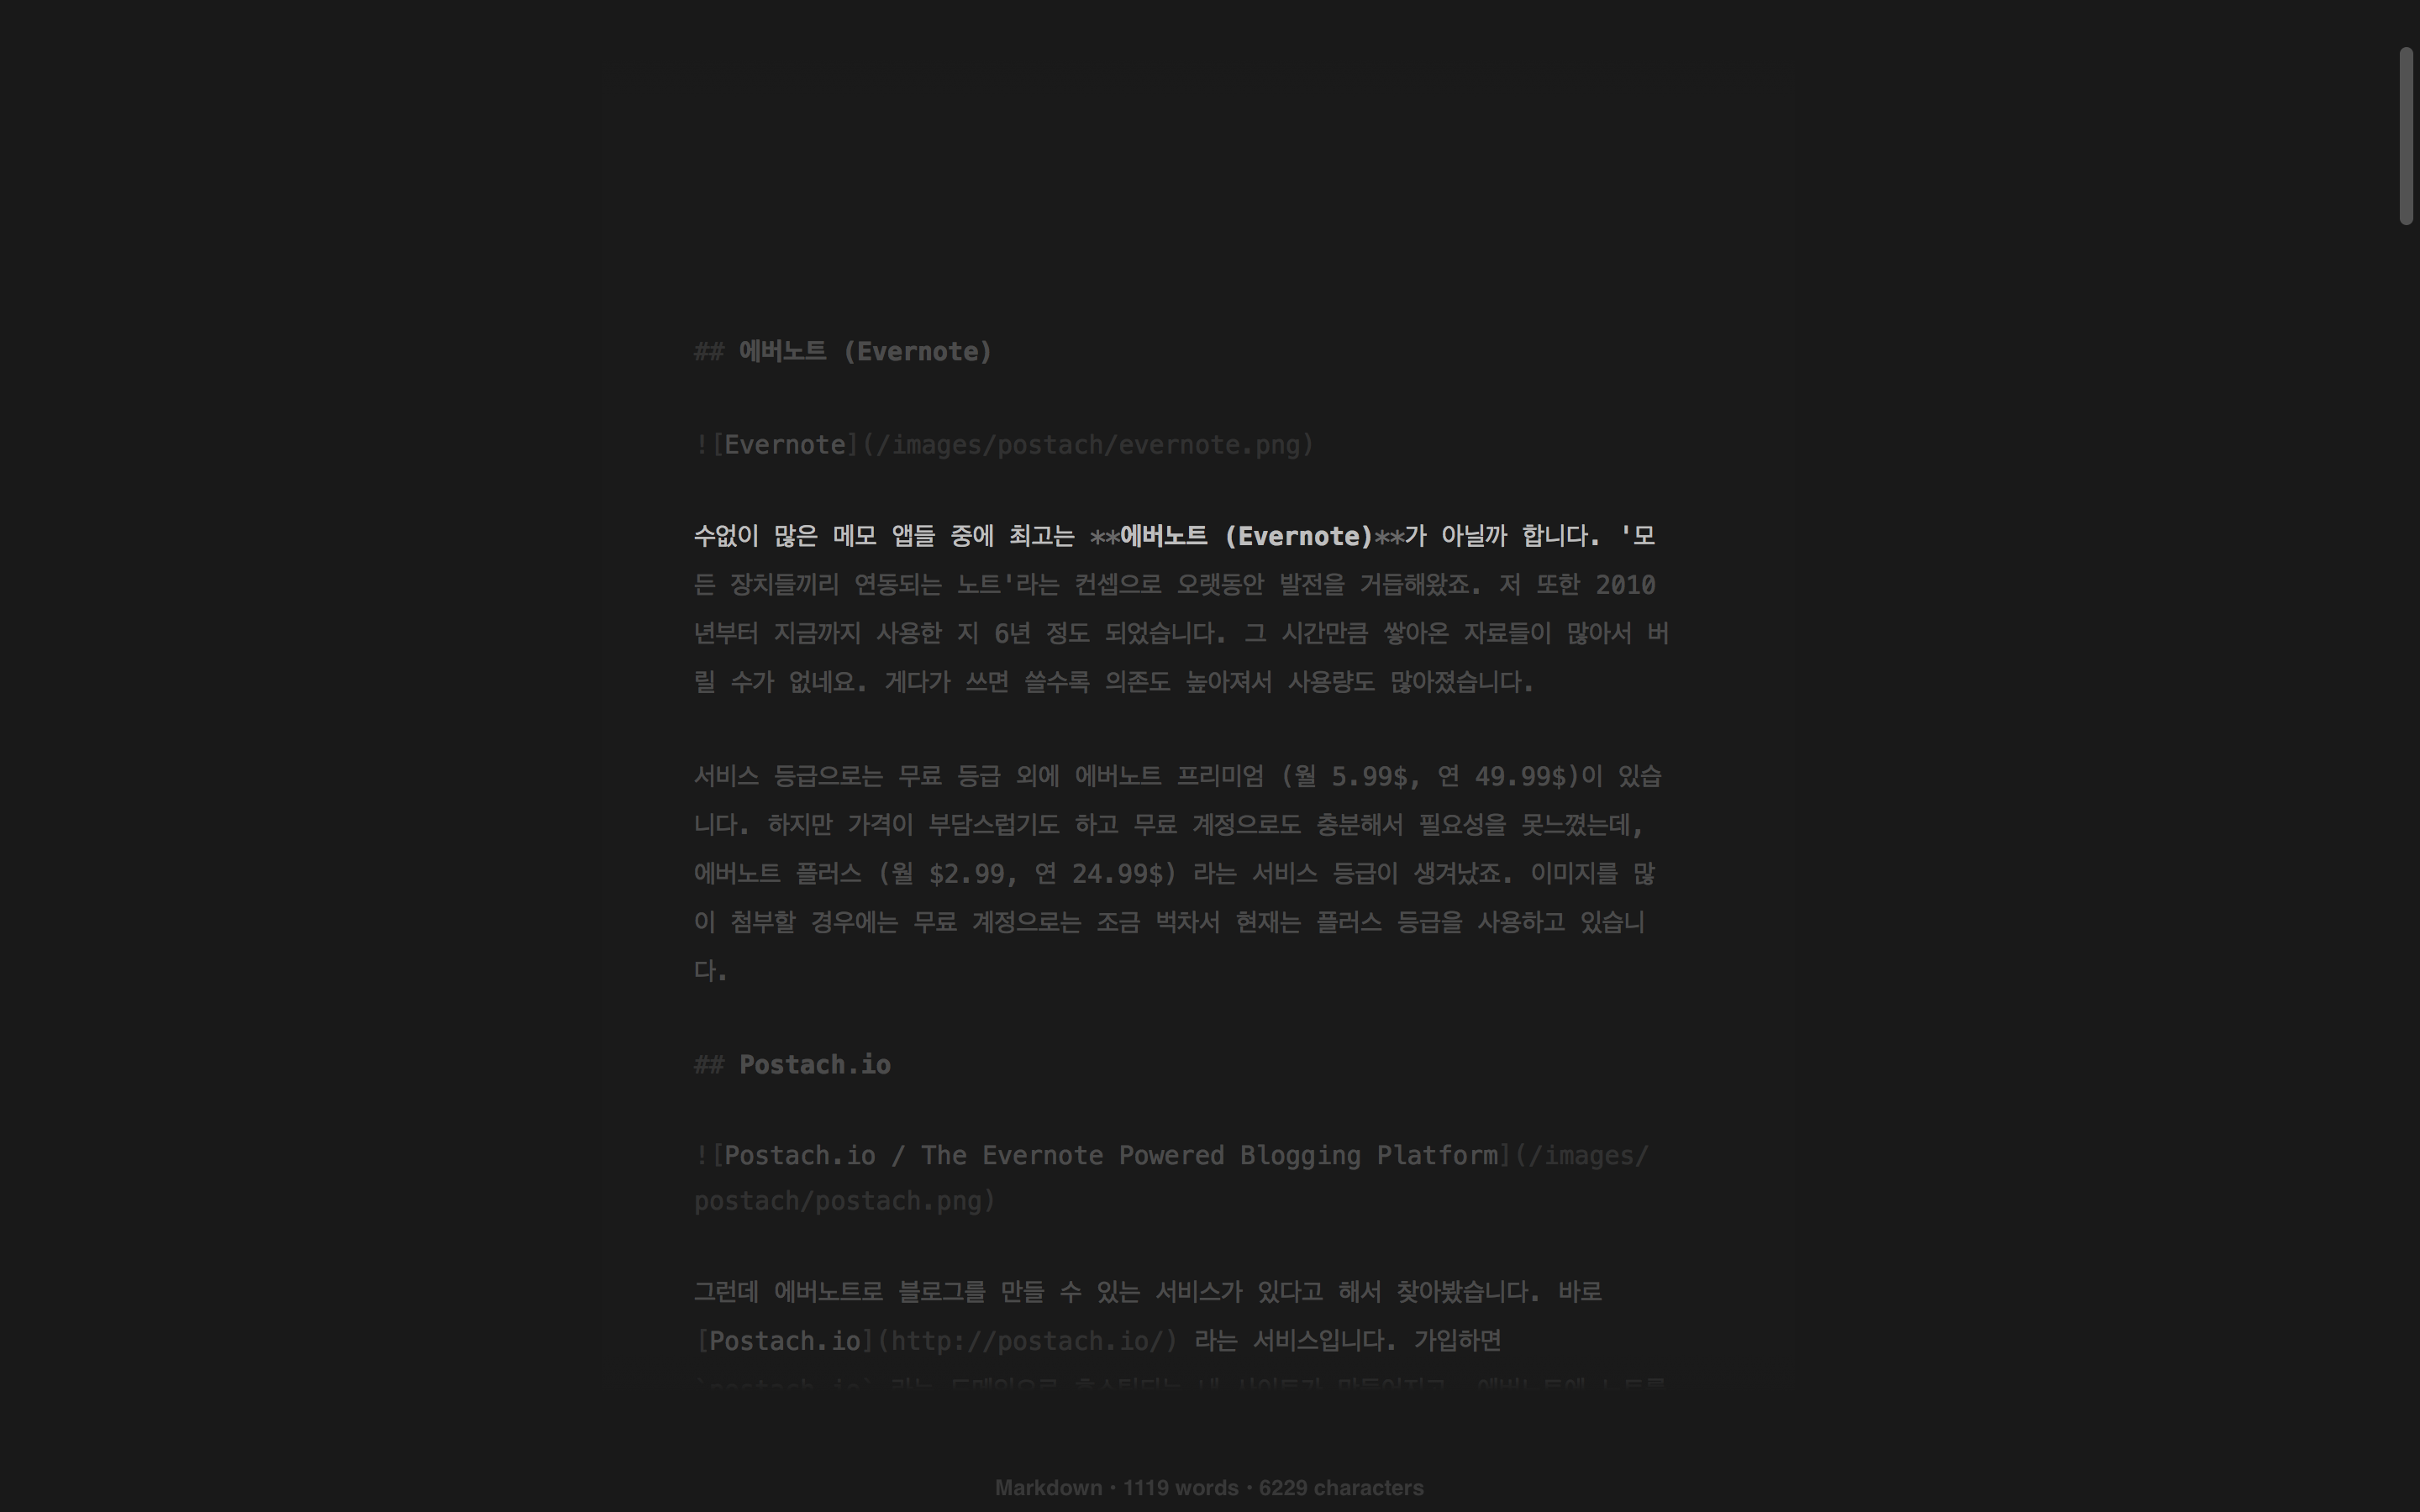 ## 에버노트 (Evernote)
![Evernote](/images/postach/evernote.png)
수없이 많은 메모 앱들 중에 최고는 **에버노트 (Evernote)**가 아닐까 합니다. '모
든 장치들끼리 연동되는 노트'라는 컨셉으로 오랫동안 발전을 거듭해왔죠. 저 또한 2010
년부터 지금까지 사용한 지 6년 정도 되었습니다. 그 시간만큼 쌓아온 자료들이 많아서 버
릴 수가 없네요. 게다가 쓰면 쓸수록 의존도 높아져서 사용량도 많아졌습니다.
서비스 등급으로는 무료 등급 외에 에버노트 프리미엄 (월 5.99$, 연 49.99$)이 있습
니다. 하지만 가격이 부담스럽기도 하고 무료 계정으로도 충분해서 필요성을 못느꼈는데,
에버노트 플러스 (월 $2.99, 연 24.99$) 라는 서비스 등급이 생겨났죠. 이미지를 많
이 첨부할 경우에는 무료 계정으로는 조금 벅차서 현재는 플러스 등급을 사용하고 있습니
다.
## Postach.io
![Postach.io / The Evernote Powered Blogging Platform](/images/
postach/postach.png)
그런데 에버노트로 블로그를 만들 수 있는 서비스가 있다고 해서 찾아봤습니다. 바로
[Postach.io](http://postach.io/) 라는 서비스입니다. 가입하면
Markdown · 1119 words · 6229 characters